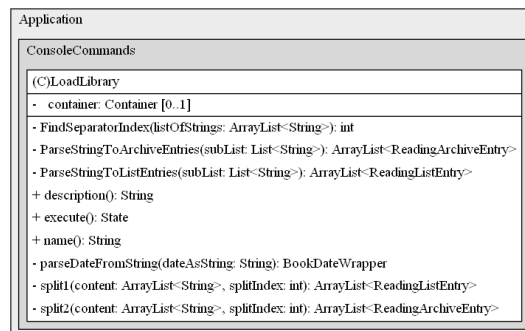 Application
ConsoleCommands
(C)LoadLibrary
- container: Container [0..1]
- FindSeparatorIndex(listOfStrings: ArrayList<String>): int
- ParseStringToArchiveEntries(subList: List<String>): ArrayList<ReadingArchiveEntry>
- ParseStringToListEntries(subList: List<String>): ArrayList<ReadingListEntry>
+ description(): String
+ execute(): State
+ name(): String
- parseDateFromString(dateAsString: String): BookDateWrapper
- split1(content: ArrayList<String>, splitIndex: int): ArrayList<ReadingListEntry>
- split2(content: ArrayList<String>, splitIndex: int): ArrayList<ReadingArchiveEntry>